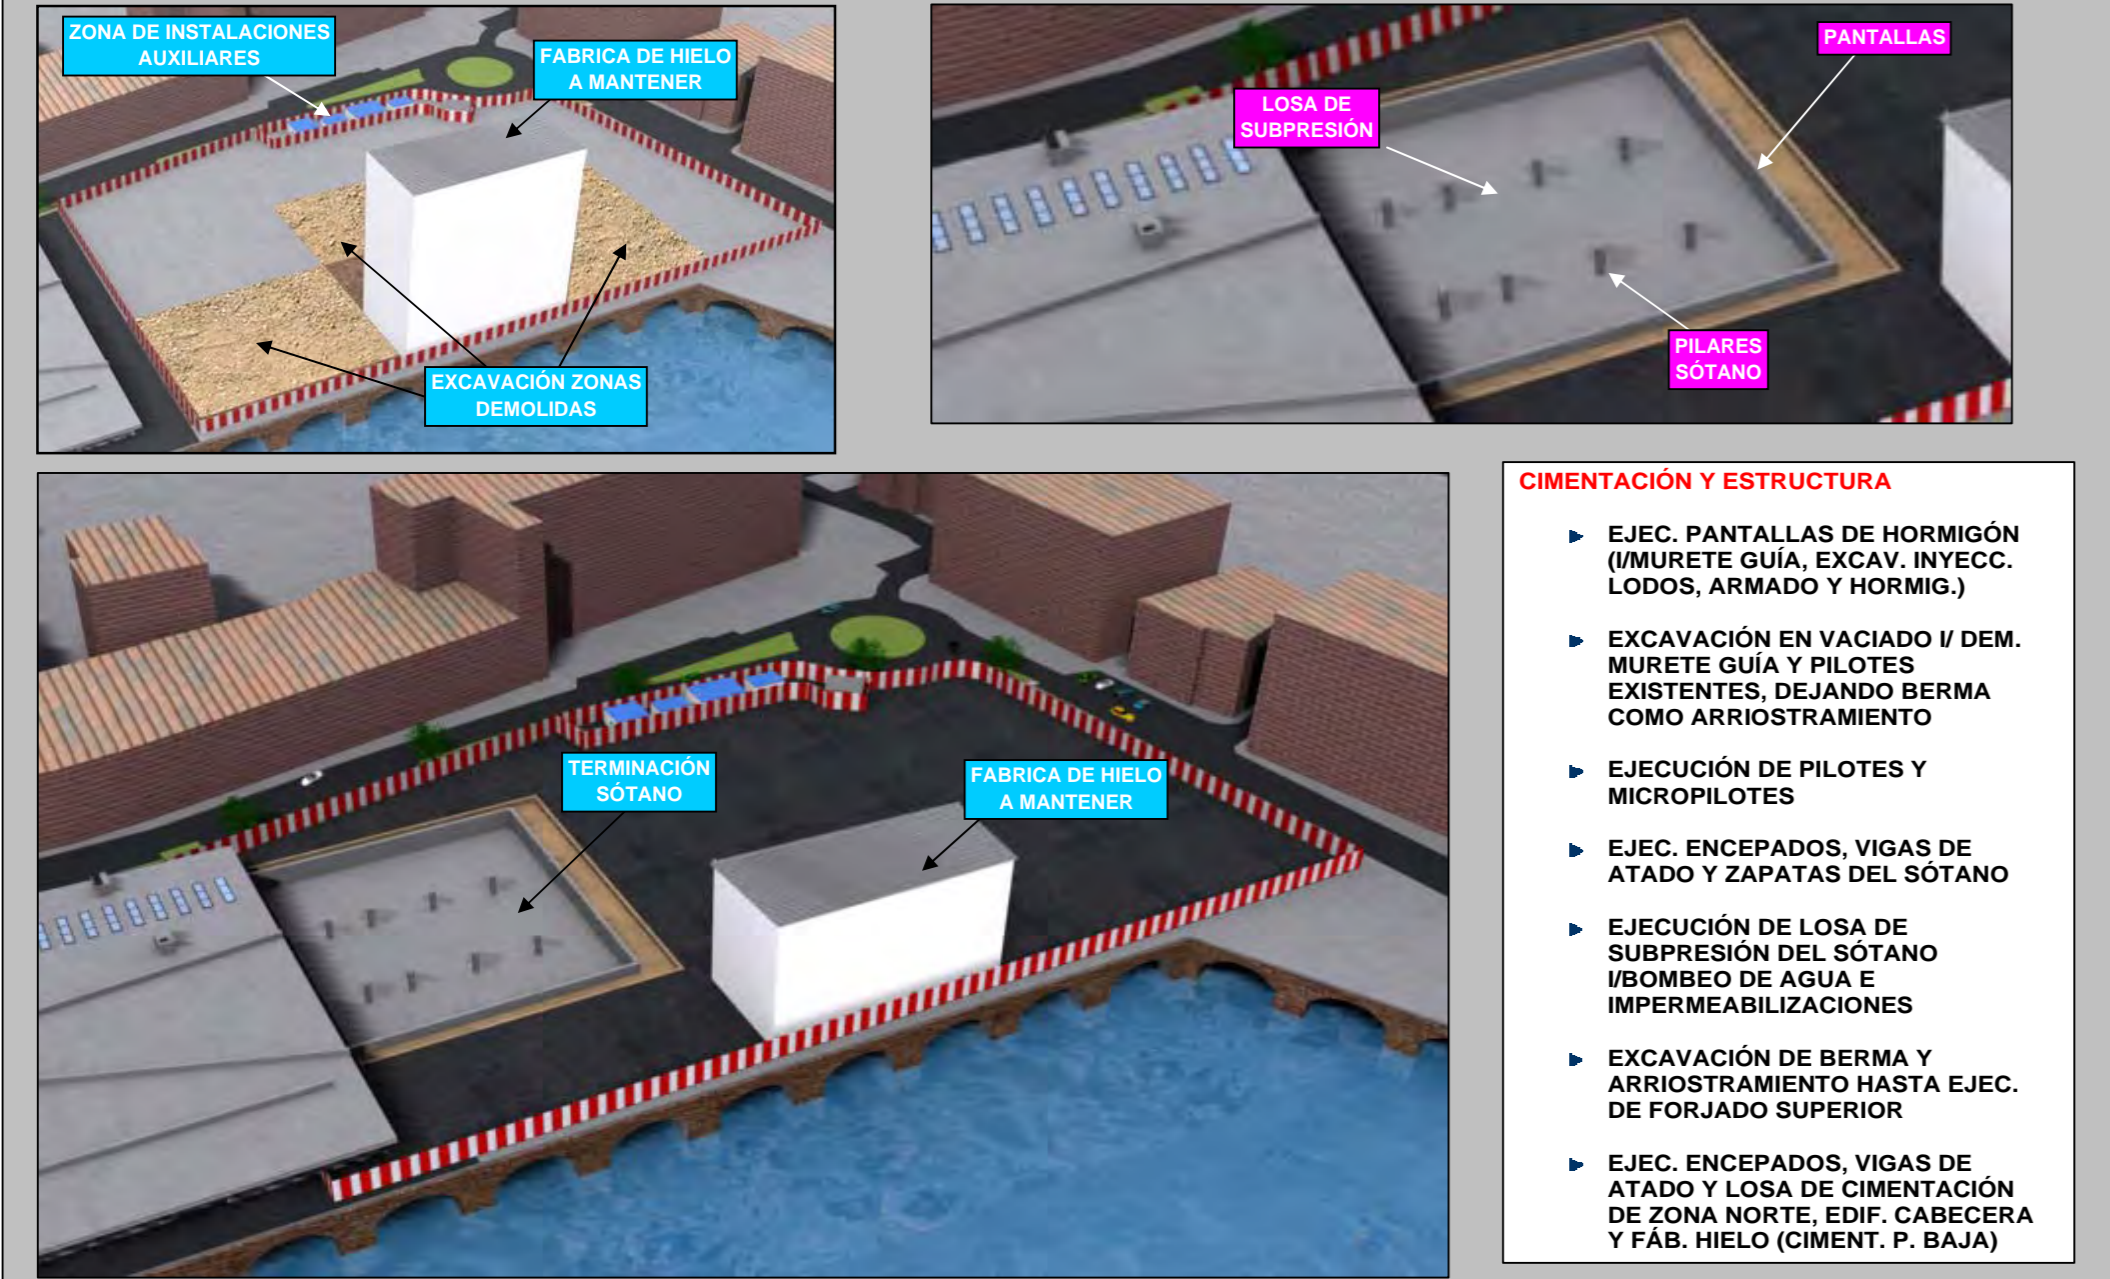 ZONA DE INSTALACIONES
AUXILIARES
FABRICA DE HIELO
A MANTENER
EXCAVACIÓN ZONAS
DEMOLIDAS
PANTALLAS
LOSA DE
SUBPRESIÓN
PILARES
SÓTANO
TERMINACIÓN
SÓTANO
FABRICA DE HIELO
A MANTENER
CIMENTACIÓN Y ESTRUCTURA
EJEC. PANTALLAS DE HORMIGÓN
(I/MURETE GUÍA, EXCAV. INYECC.
LODOS, ARMADO Y HORMIG.)
EXCAVACIÓN EN VACIADO I/ DEM.
MURETE GUÍA Y PILOTES
EXISTENTES, DEJANDO BERMA
COMO ARRIOSTRAMIENTO
EJECUCIÓN DE PILOTES Y
MICROPILOTES
EJEC. ENCEPADOS, VIGAS DE
ATADO Y ZAPATAS DEL SÓTANO
EJECUCIÓN DE LOSA DE
SUBPRESIÓN DEL SÓTANO
I/BOMBEO DE AGUA E
IMPERMEABILIZACIONES
EXCAVACIÓN DE BERMA Y
ARRIOSTRAMIENTO HASTA EJEC.
DE FORJADO SUPERIOR
EJEC. ENCEPADOS, VIGAS DE
ATADO Y LOSA DE CIMENTACIÓN
DE ZONA NORTE, EDIF. CABECERA
Y FÁB. HIELO (CIMENT. P. BAJA)